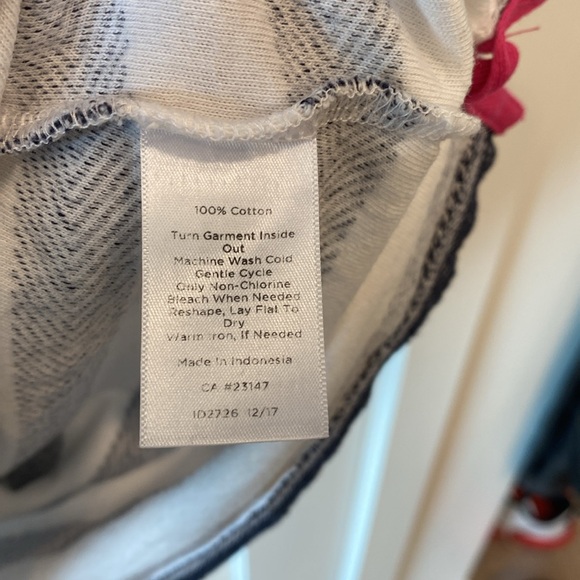 100% Cotton
Turn Garment Inside
Out
Machine Wash Cold
Gentle Cycle
Only Non-Chlorine
Bleach When Needed
Reshape, Lay Flat To
Dry
Warm Iron, If Needed
Made In Indonesia
CA #23147
ID2726 12/17